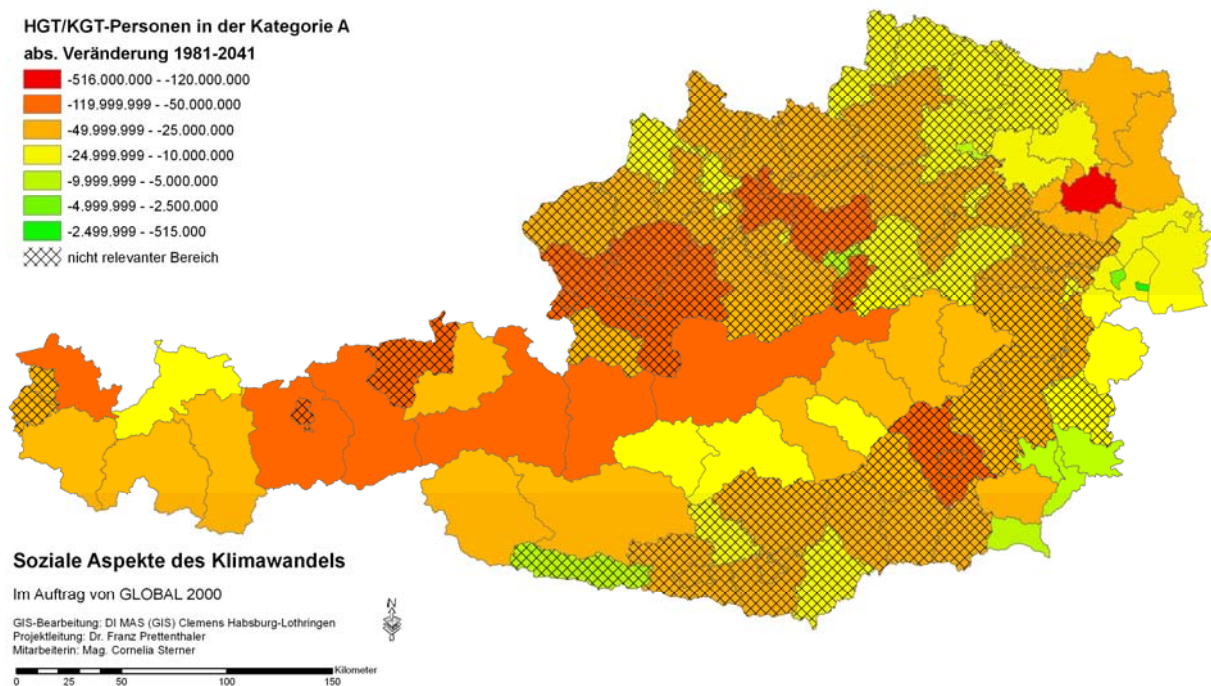 HGT/KGT-Personen in der Kategorie A
abs. Veränderung 1981-2041
-516.000.000 - -120.000.000
-119.999.999 - -50.000.000
-49.999.999 - -25.000.000
-24.999.999 - -10.000.000
-9.999.999 - -5.000.000
-4.999.999 - -2.500.000
-2.499.999 - -515.000
nicht relevanter Bereich
Soziale Aspekte des Klimawandels
Im Auftrag von GLOBAL 2000
GIS-Bearbeitung: DI MAS (GIS) Clemens Habsburg-Lothringen
Projektleitung: Dr. Franz Prettenthaler
Mitarbeiterin: Mag. Cornelia Sterner
N
Kilometer
0 25 50 100 150